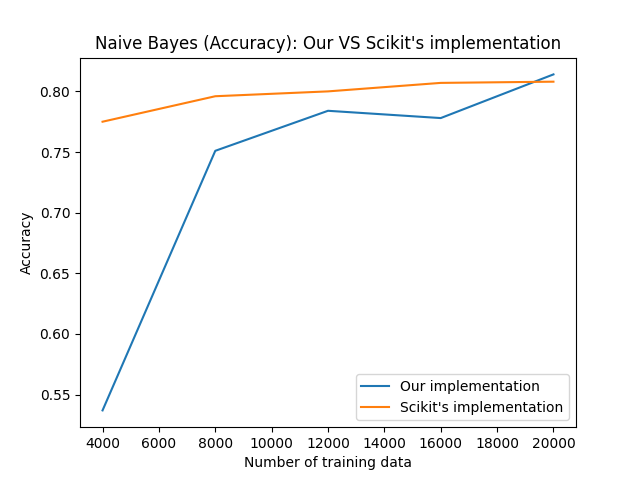 Naive Bayes (Accuracy): Our VS Scikit's implementation
0.80
0.75
0.70
0.65
0.60
0.55
Accuracy
Our implementation
Scikit's implementation
4000 6000 8000 10000 12000 14000 16000 18000 20000
Number of training data